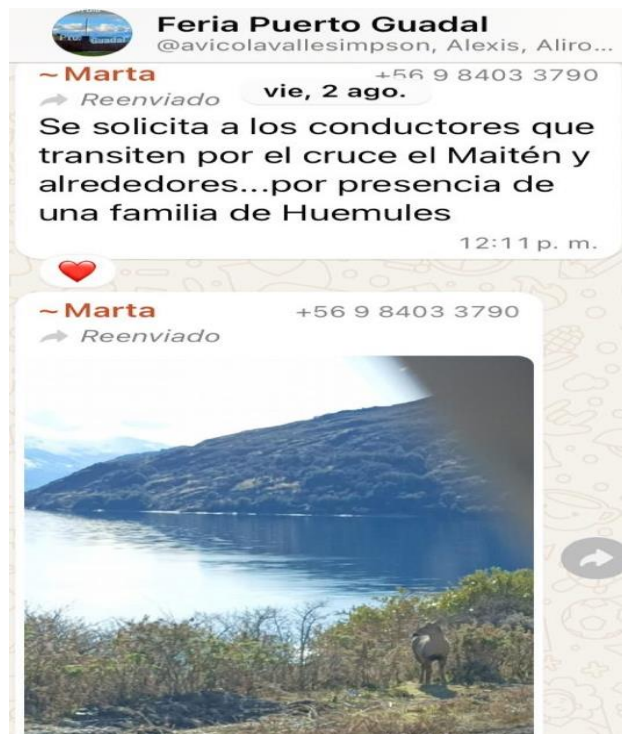 Feria Puerto Guadal
@avicolavallesimpson, Alexis, Aliro...
~Marta +56 9 8403 3790
Reenviado
vie, 2 ago.
Se solicita a los conductores que
transiten por el cruce el Maitén y
alrededores...por presencia de
una familia de Huemules
12:11 p. m.
~Marta +56 9 8403 3790
Reenviado